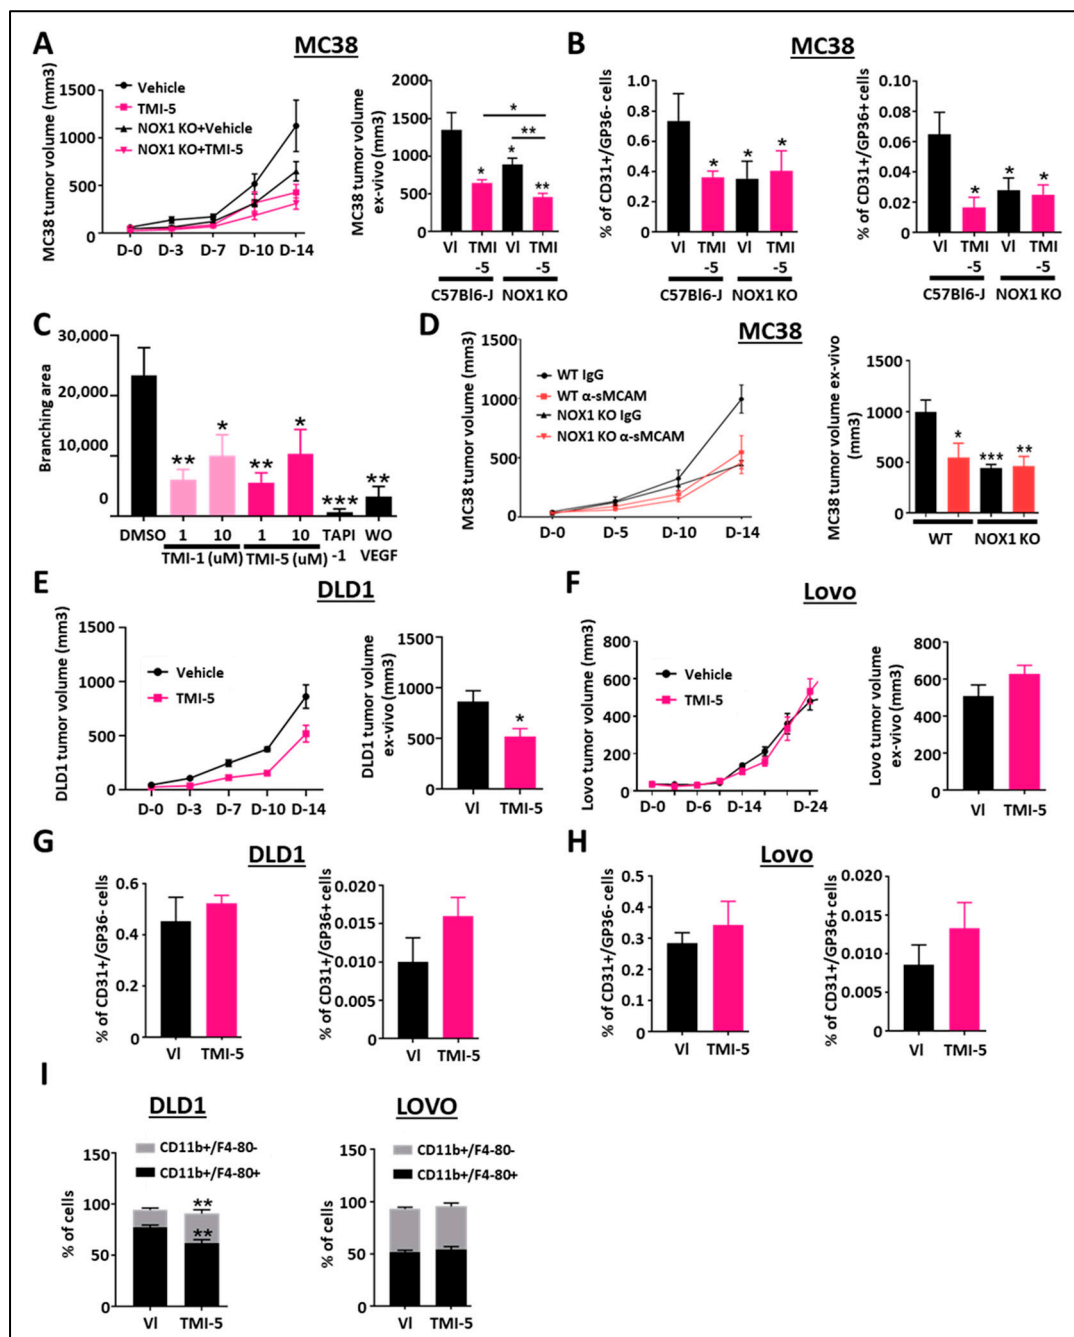 A
MC38
MC38 tumor volume (mm3)
1500
1000
500
0
Vehicle
TMI-5
NOX1 KO+Vehicle
NOX1 KO+TMI-5
D-0 D-3 D-7 D-10 D-14
MC38 tumor volume
ex-vivo (mm3)
2000
1500
1000
500
0
*
**
*
*
**
Vl TMI Vl TMI
-5 -5
C57Bl6-J NOX1 KO
B
MC38
% of CD31+/GP36- cells
1.0
0.8
0.6
0.4
0.2
0
* * *
Vl TMI Vl TMI
-5 -5
C57Bl6-J NOX1 KO
% of CD31+/GP36+ cells
0.10
0.08
0.06
0.04
0.02
0
* * *
Vl TMI Vl TMI
-5 -5
C57Bl6-J NOX1 KO
C
Branching area
30,000
20,000
10,000
0
** * ** * *** **
DMSO 1 10 1 10 TAPI WO
TMI-1 (uM) TMI-5 (uM) -1 VEGF
D
MC38
MC38 tumor volume (mm3)
1500
1000
500
0
WT IgG
WT α-sMCAM
NOX1 KO IgG
NOX1 KO α-sMCAM
D-0 D-5 D-10 D-14
MC38 tumor volume ex-vivo
(mm3)
1500
1000
500
0
* *** **
WT NOX1 KO
E
DLD1
DLD1 tumor volume (mm3)
1500
1000
500
0
Vehicle
TMI-5
D-0 D-3 D-7 D-10 D-14
DLD1 tumor volume
ex-vivo (mm3)
1500
1000
500
0
*
Vl TMI-5
F
Lovo
Lovo tumor volume (mm3)
800
600
400
200
0
Vehicle
TMI-5
D-0 D-6 D-14 D-24
Lovo tumor volume
ex-vivo (mm3)
800
600
400
200
0
Vl TMI-5
G
DLD1
% of CD31+/GP36- cells
0.6
0.4
0.2
0
Vl TMI-5
% of CD31+/GP36+ cells
0.020
0.015
0.010
0.005
0
Vl TMI-5
H
Lovo
% of CD31+/GP36- cells
0.5
0.4
0.3
0.2
0.1
0
Vl TMI-5
% of CD31+/GP36+ cells
0.020
0.015
0.010
0.005
0
Vl TMI-5
I
DLD1
CD11b+/F4-80-
CD11b+/F4-80+
% of cells
150
100
50
0
**
**
Vl TMI-5
LOVO
CD11b+/F4-80-
CD11b+/F4-80+
% of cells
150
100
50
0
Vl TMI-5